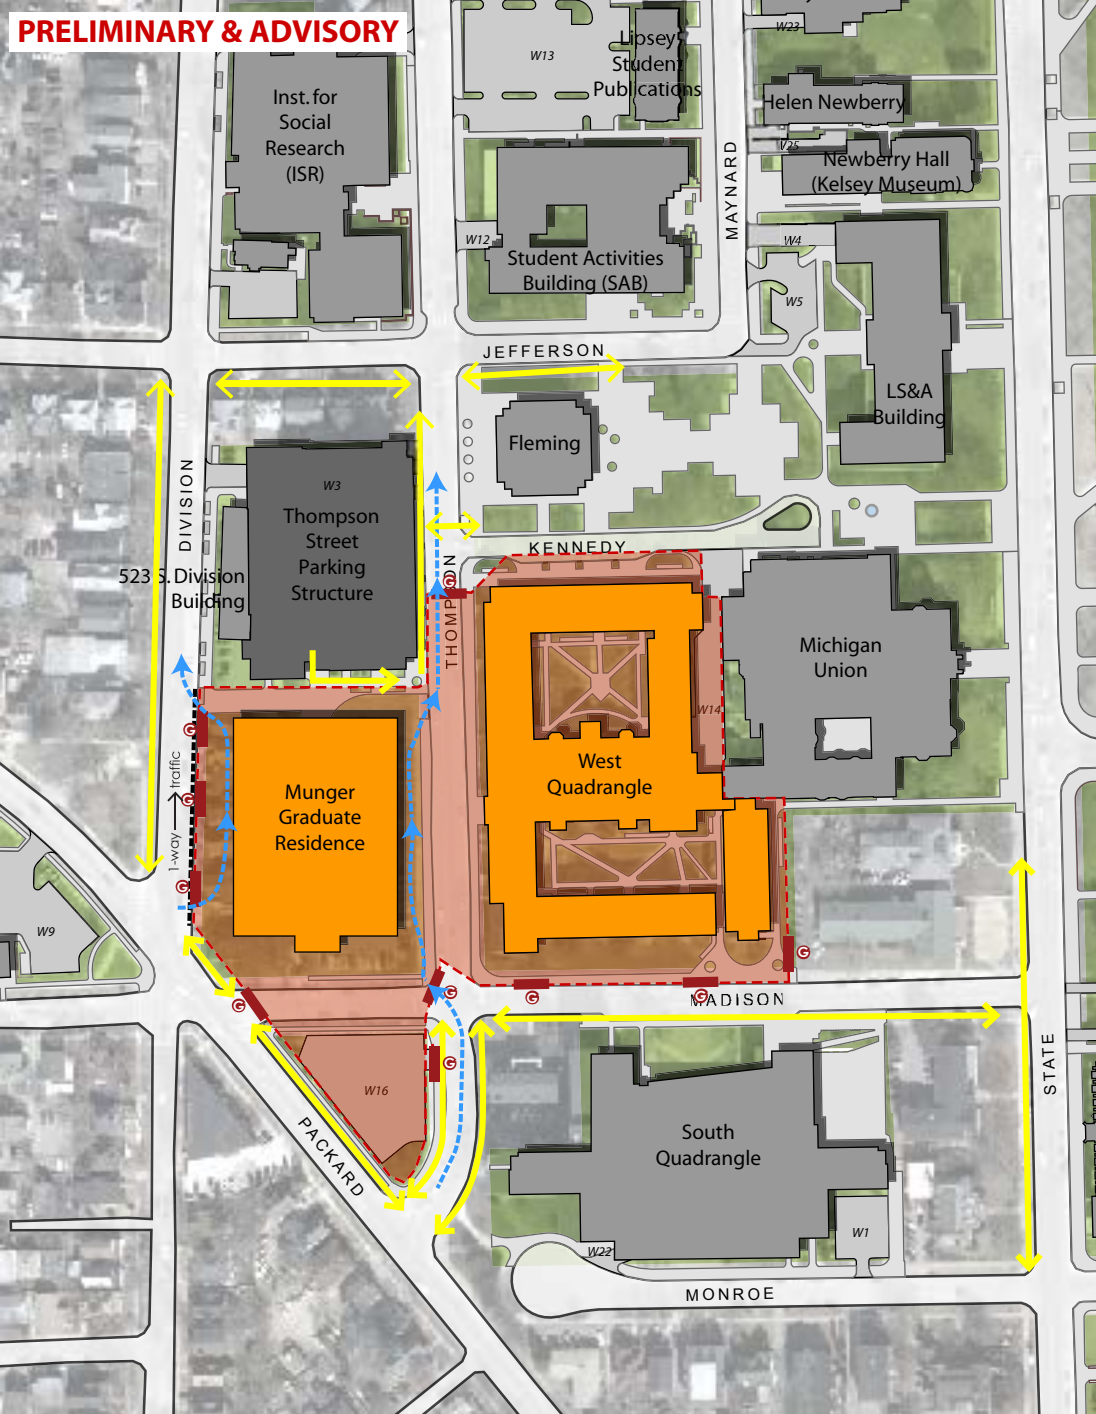 PRELIMINARY & ADVISORY
W23
W13
Lipsey
Student
Publications
Inst. for
Social
Research
(ISR)
Helen Newberry
V25
Newberry Hall
(Kelsey Museum)
MAYNARD
W12
W4
Student Activities
Building (SAB)
W5
JEFFERSON
LS&A
Building
Fleming
DIVISION
W3
Thompson
Street
Parking
Structure
KENNEDY
523 S. Division
Building
THOMPSON
G
Michigan
Union
W14
G
West
Quadrangle
1-way
traffic
G
Munger
Graduate
Residence
G
W9
G
G
G
G
G
MADISON
G
W16
STATE
PACKARD
South
Quadrangle
W1
W22
MONROE